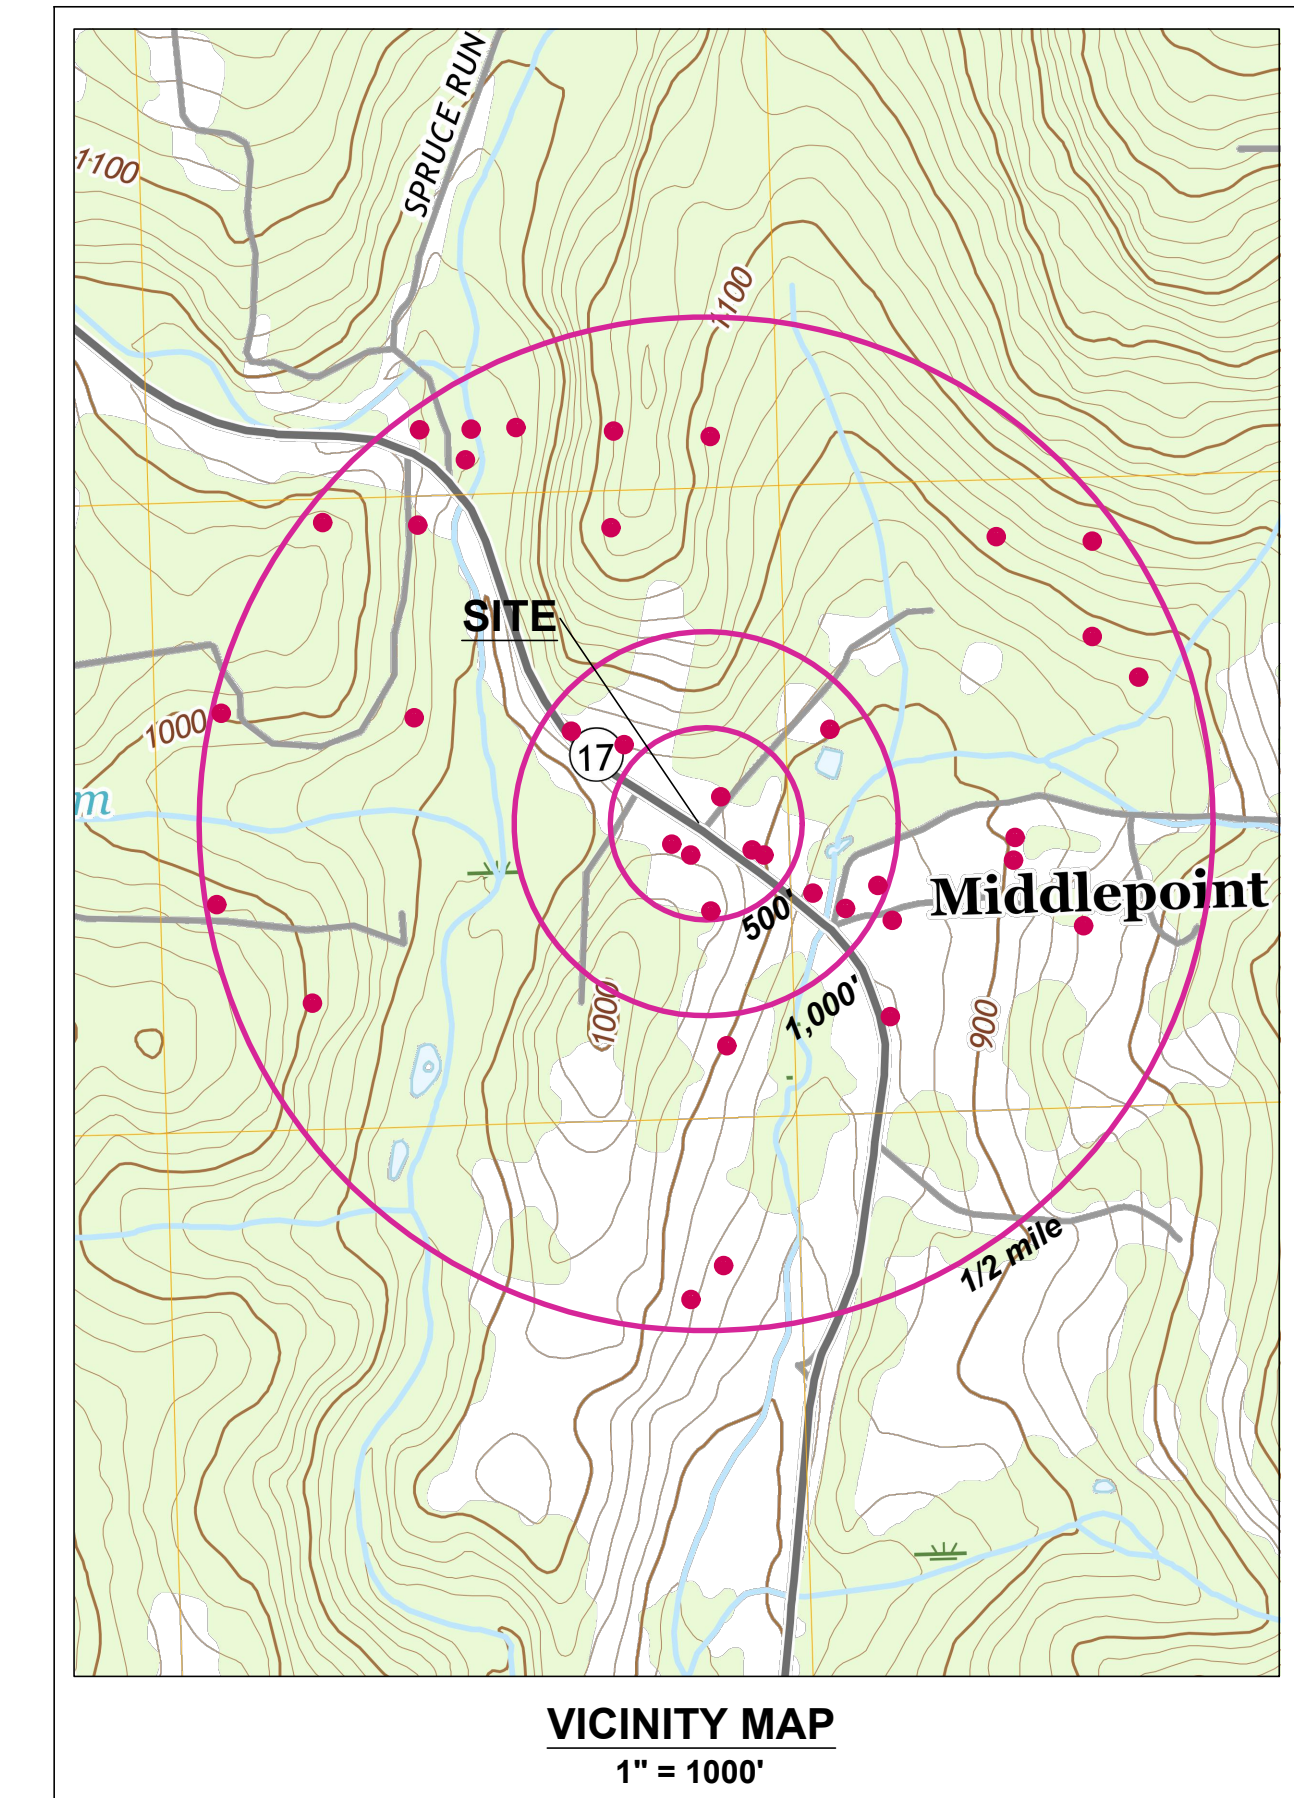 SPRUCE RUN
1100
1100
SITE
1000
17
m
Middlepoint
500'
1,000'
1000
900
1/2 mile
VICINITY MAP
1" = 1000'